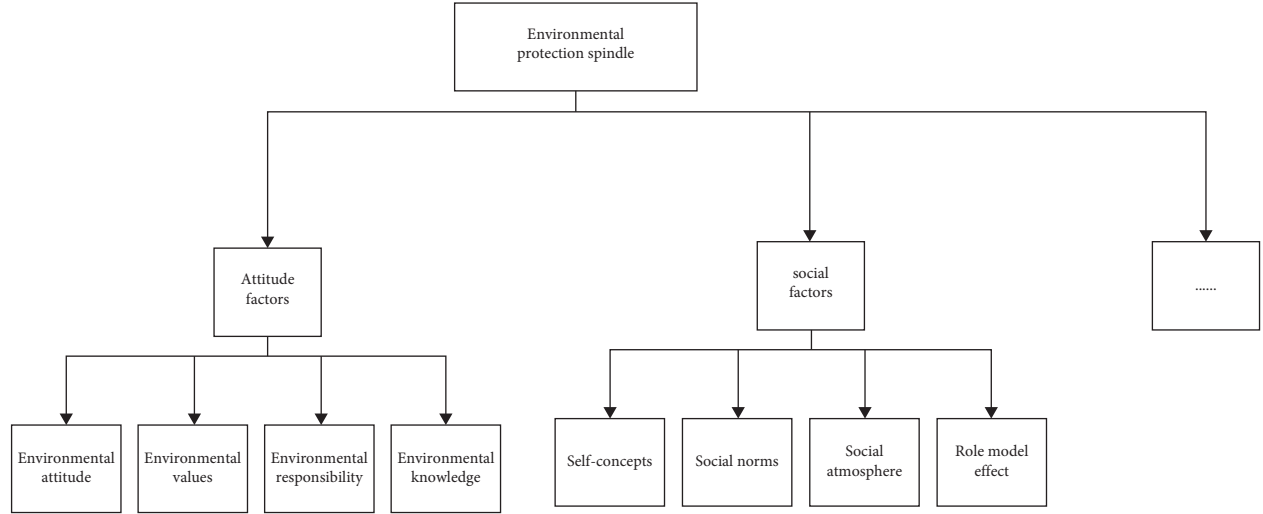 Environmental
protection spindle
Attitude
factors
social
factors
......
Environmental
attitude
Environmental
values
Environmental
responsibility
Environmental
knowledge
Self-concepts
Social norms
Social
atmosphere
Role model
effect